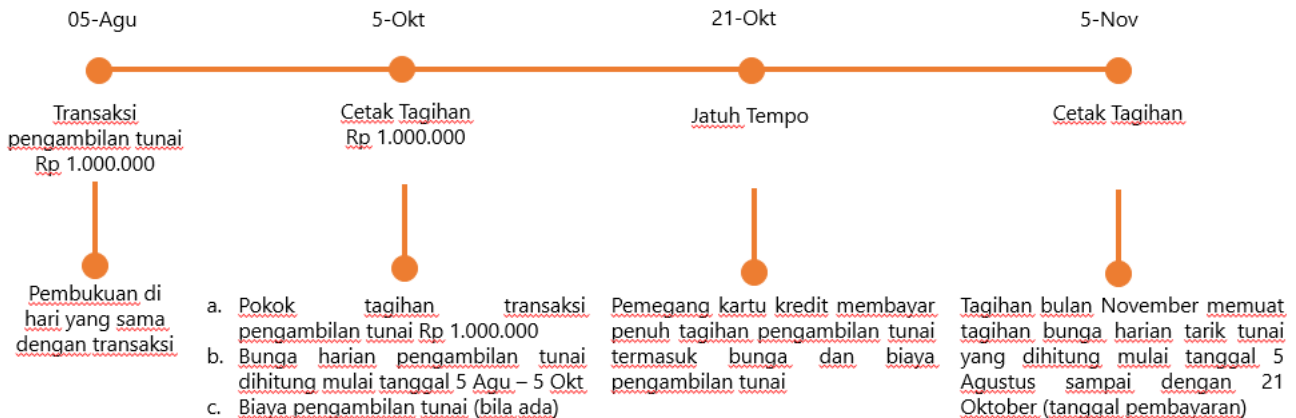 05-Agu
5-Okt
21-Okt
5-Nov
Transaksi
pengambilan tunai
Rp 1.000.000
Cetak Tagihan
Rp 1.000.000
Jatuh Tempo
Cetak Tagihan
Pembukuan di
hari yang sama
dengan transaksi
a. Pokok tagihan transaksi
pengambilan tunai Rp 1.000.000
b. Bunga harian pengambilan tunai
dihitung mulai tanggal 5 Agu – 5 Okt
c. Biaya pengambilan tunai (bila ada)
Pemegang kartu kredit membayar
penuh tagihan pengambilan tunai
termasuk bunga dan biaya
pengambilan tunai
Tagihan bulan November memuat
tagihan bunga harian tarik tunai
yang dihitung mulai tanggal 5
Agustus sampai dengan 21
Oktober (tanggal pembayaran)